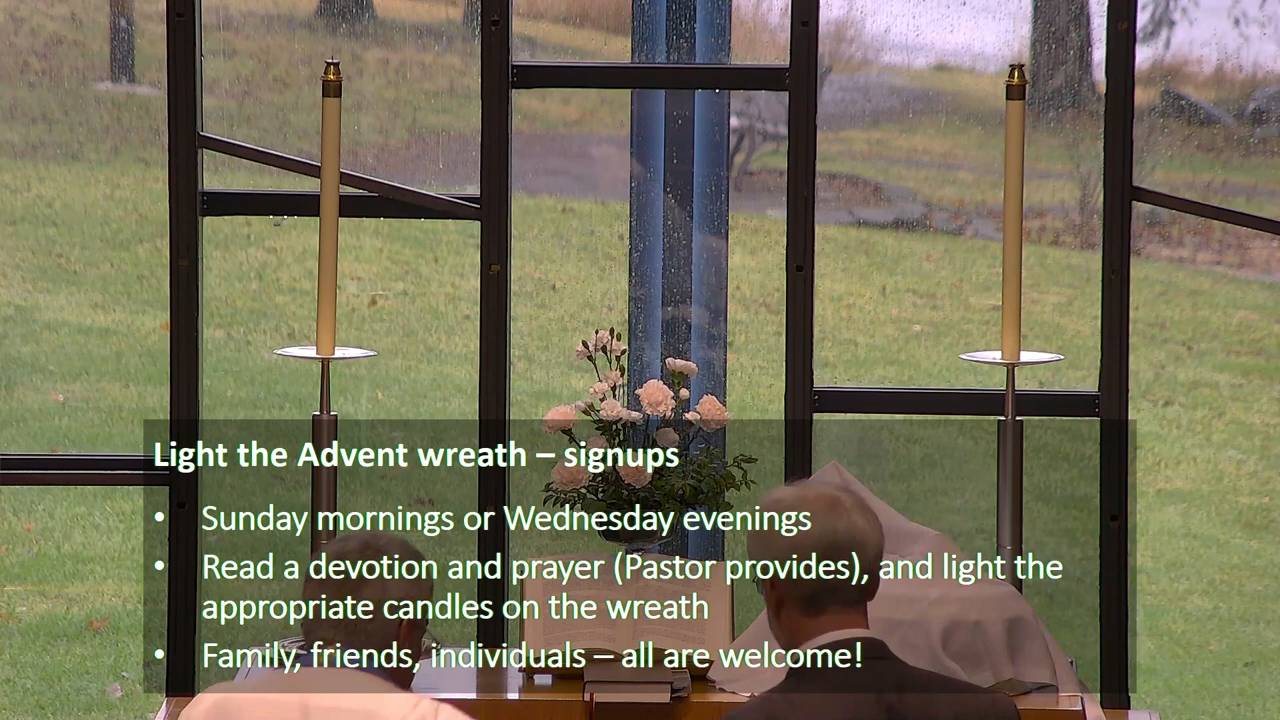 Light the Advent wreath – signups
• Sunday mornings or Wednesday evenings
• Read a devotion and prayer (Pastor provides), and light the
appropriate candles on the wreath
• Family, friends, individuals – all are welcome!